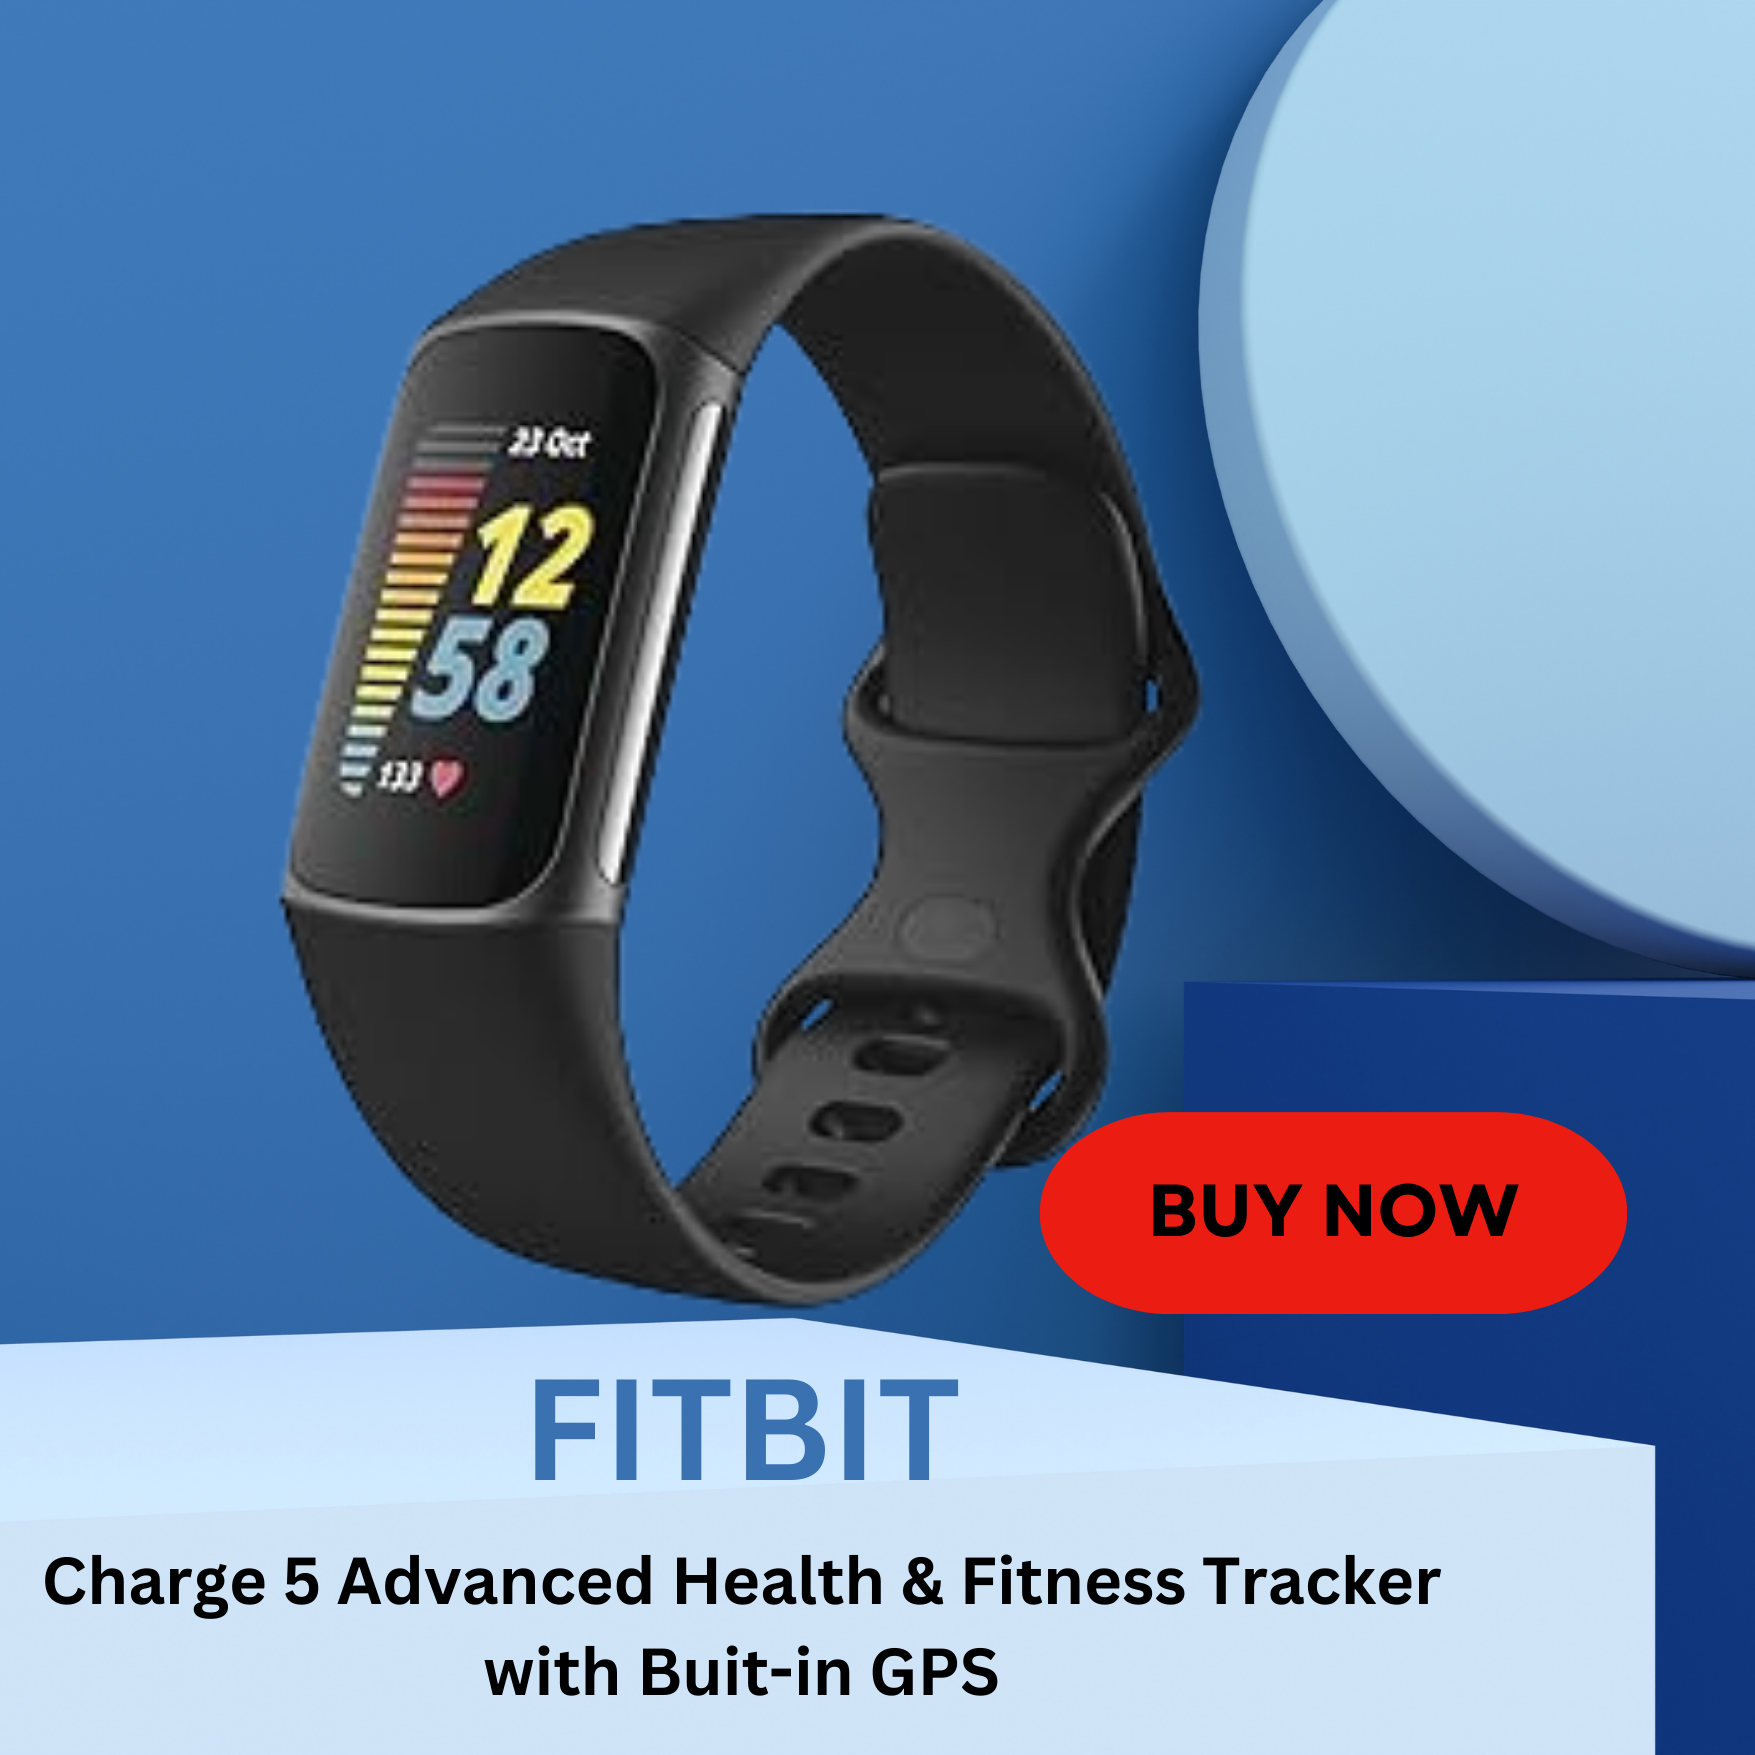 23 Oct
12
58
133
BUY NOW
FITBIT
Charge 5 Advanced Health & Fitness Tracker
with Buit-in GPS